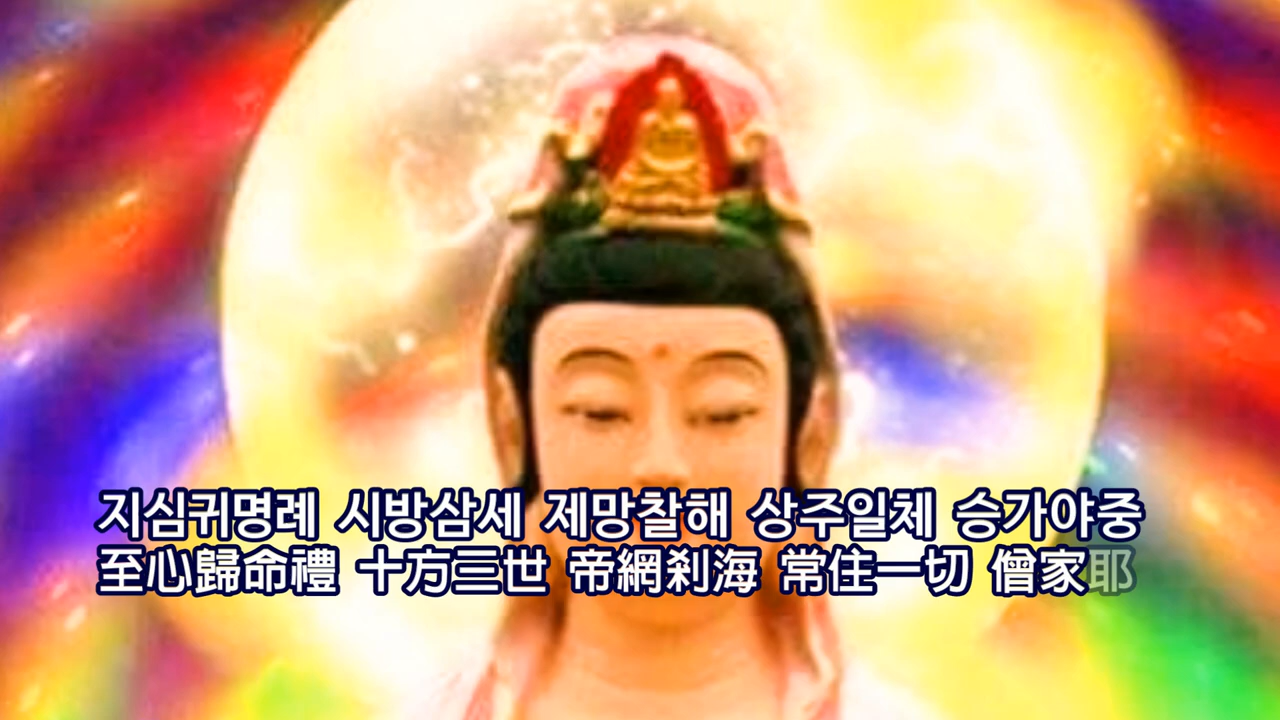 지심귀명례 시방삼세 제망찰해 상주일체 승가야중
至心歸命禮 十方三世 帝網刹海 常住一切 僧家耶